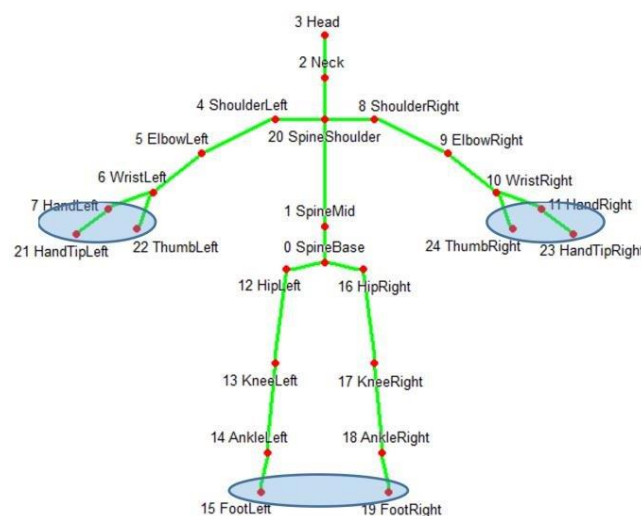 3 Head
2 Neck
4 ShoulderLeft
8 ShoulderRight
20 SpineShoulder
5 ElbowLeft
9 ElbowRight
6 WristLeft
10 WristRight
7 HandLeft
11 HandRight
21 HandTipLeft
22 ThumbLeft
24 ThumbRight
23 HandTipRight
1 SpineMid
0 SpineBase
12 HipLeft
16 HipRight
13 KneeLeft
17 KneeRight
14 AnkleLeft
18 AnkleRight
15 FootLeft
19 FootRight